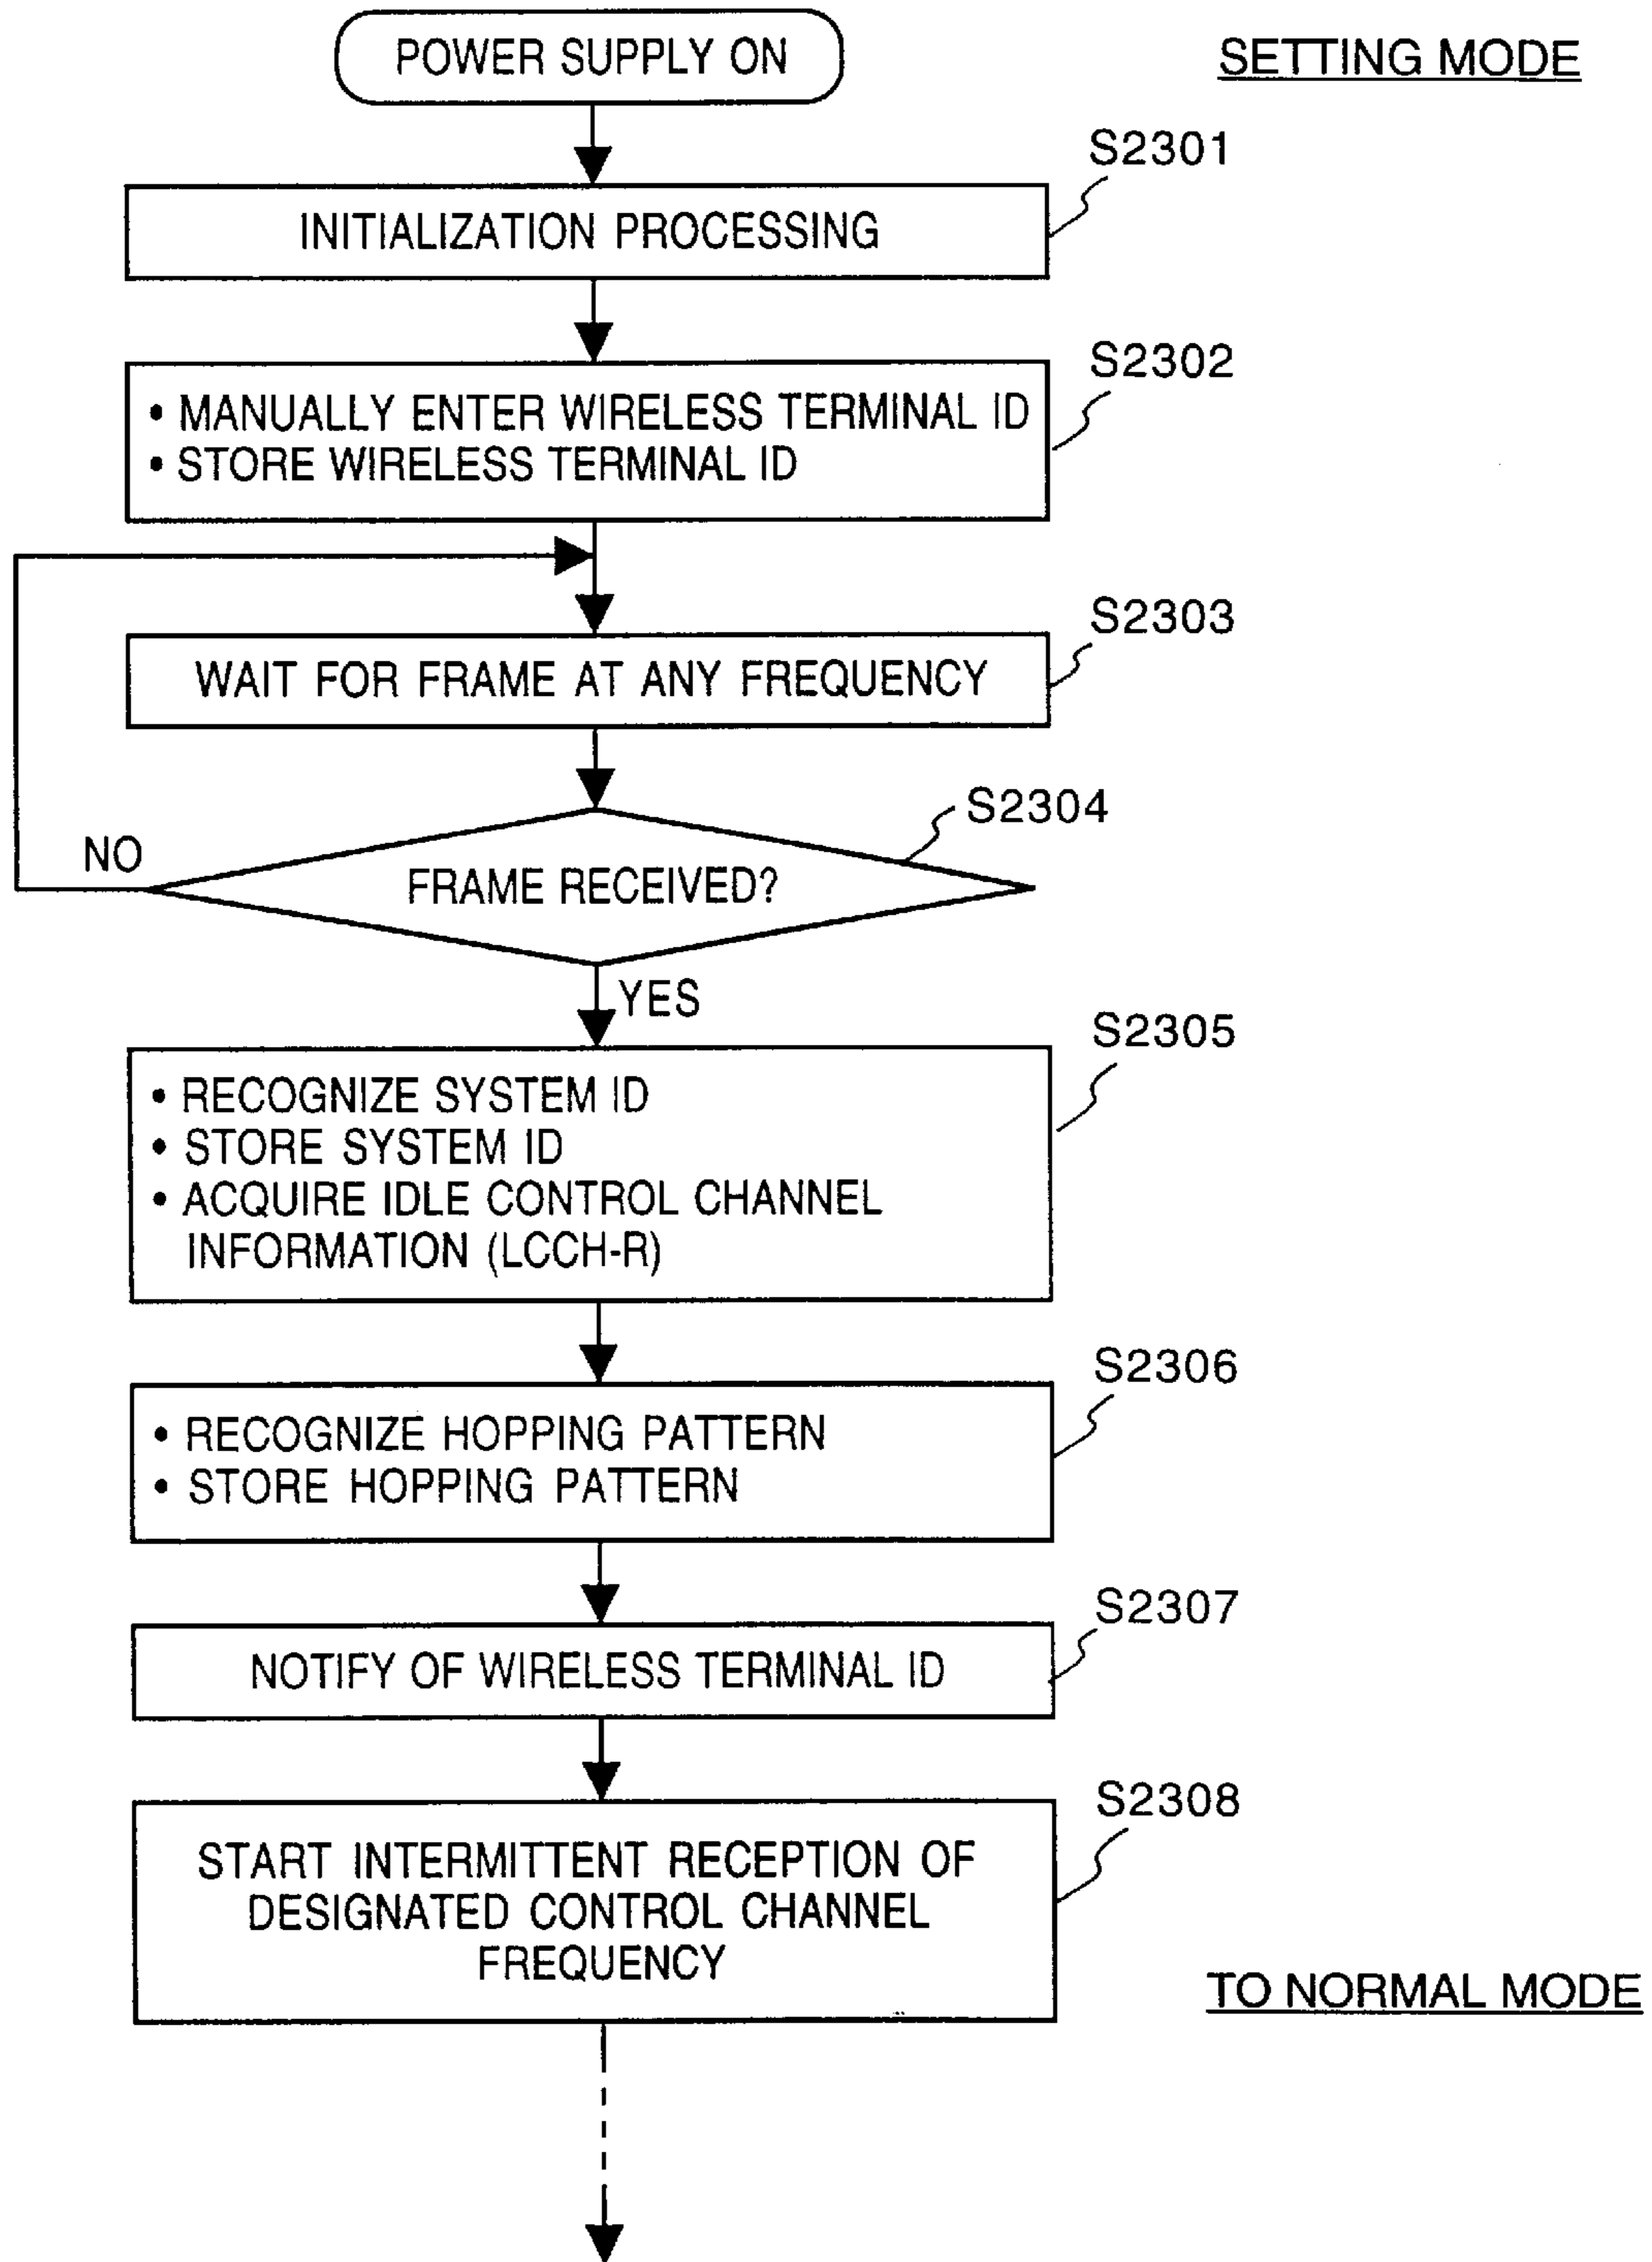 POWER SUPPLY ON
SETTING MODE
S2301
INITIALIZATION PROCESSING
S2302
• MANUALLY ENTER WIRELESS TERMINAL ID
• STORE WIRELESS TERMINAL ID
S2303
WAIT FOR FRAME AT ANY FREQUENCY
S2304
NO
FRAME RECEIVED?
YES
S2305
• RECOGNIZE SYSTEM ID
• STORE SYSTEM ID
• ACQUIRE IDLE CONTROL CHANNEL
INFORMATION (LCCH-R)
S2306
• RECOGNIZE HOPPING PATTERN
• STORE HOPPING PATTERN
S2307
NOTIFY OF WIRELESS TERMINAL ID
S2308
START INTERMITTENT RECEPTION OF
DESIGNATED CONTROL CHANNEL
FREQUENCY
TO NORMAL MODE